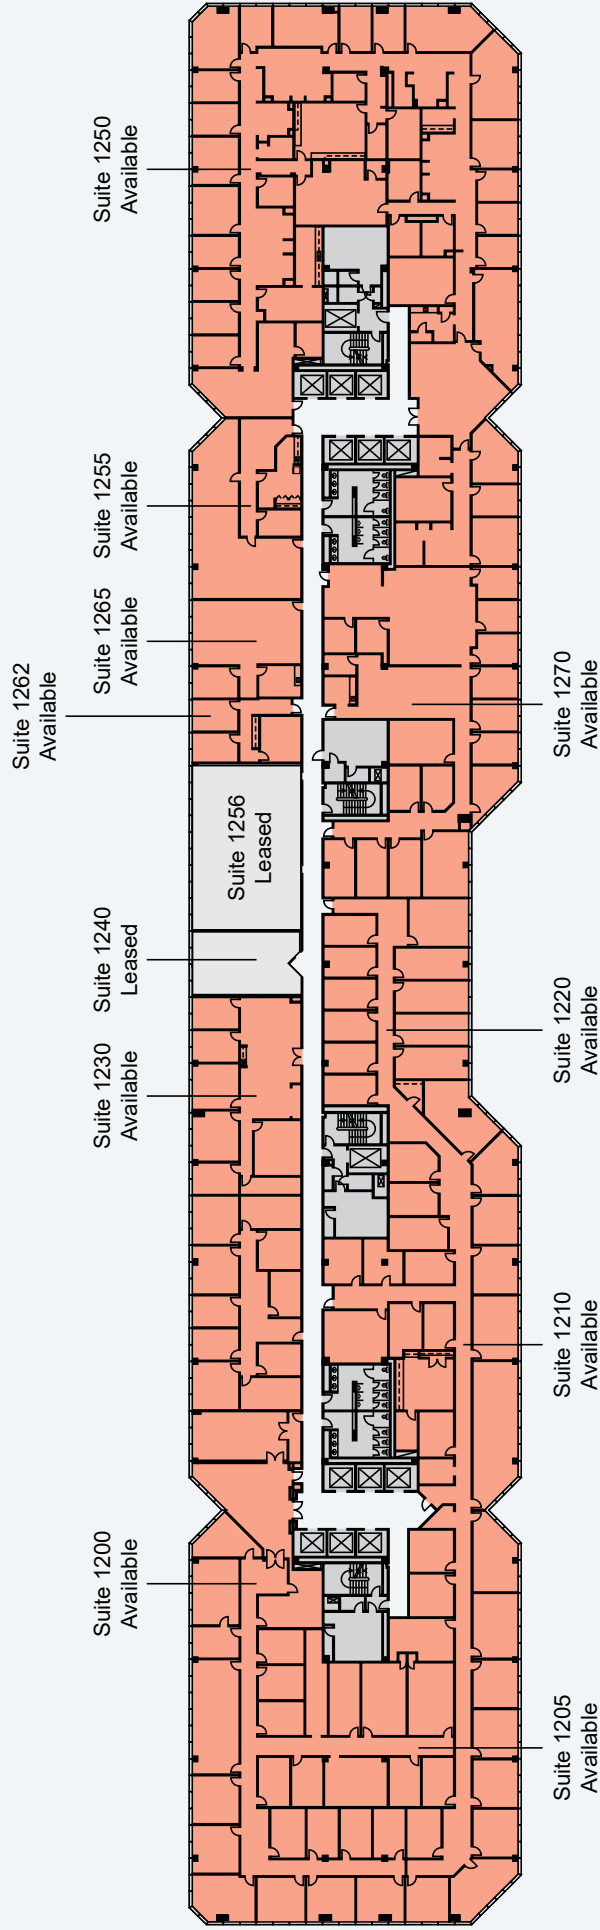 Suite 1250
Available
Suite 1255
Available
Suite 1265
Available
Suite 1262
Available
Suite 1270
Available
Suite 1256
Leased
Suite 1240
Leased
Suite 1220
Available
Suite 1230
Available
Suite 1210
Available
Suite 1200
Available
Suite 1205
Available